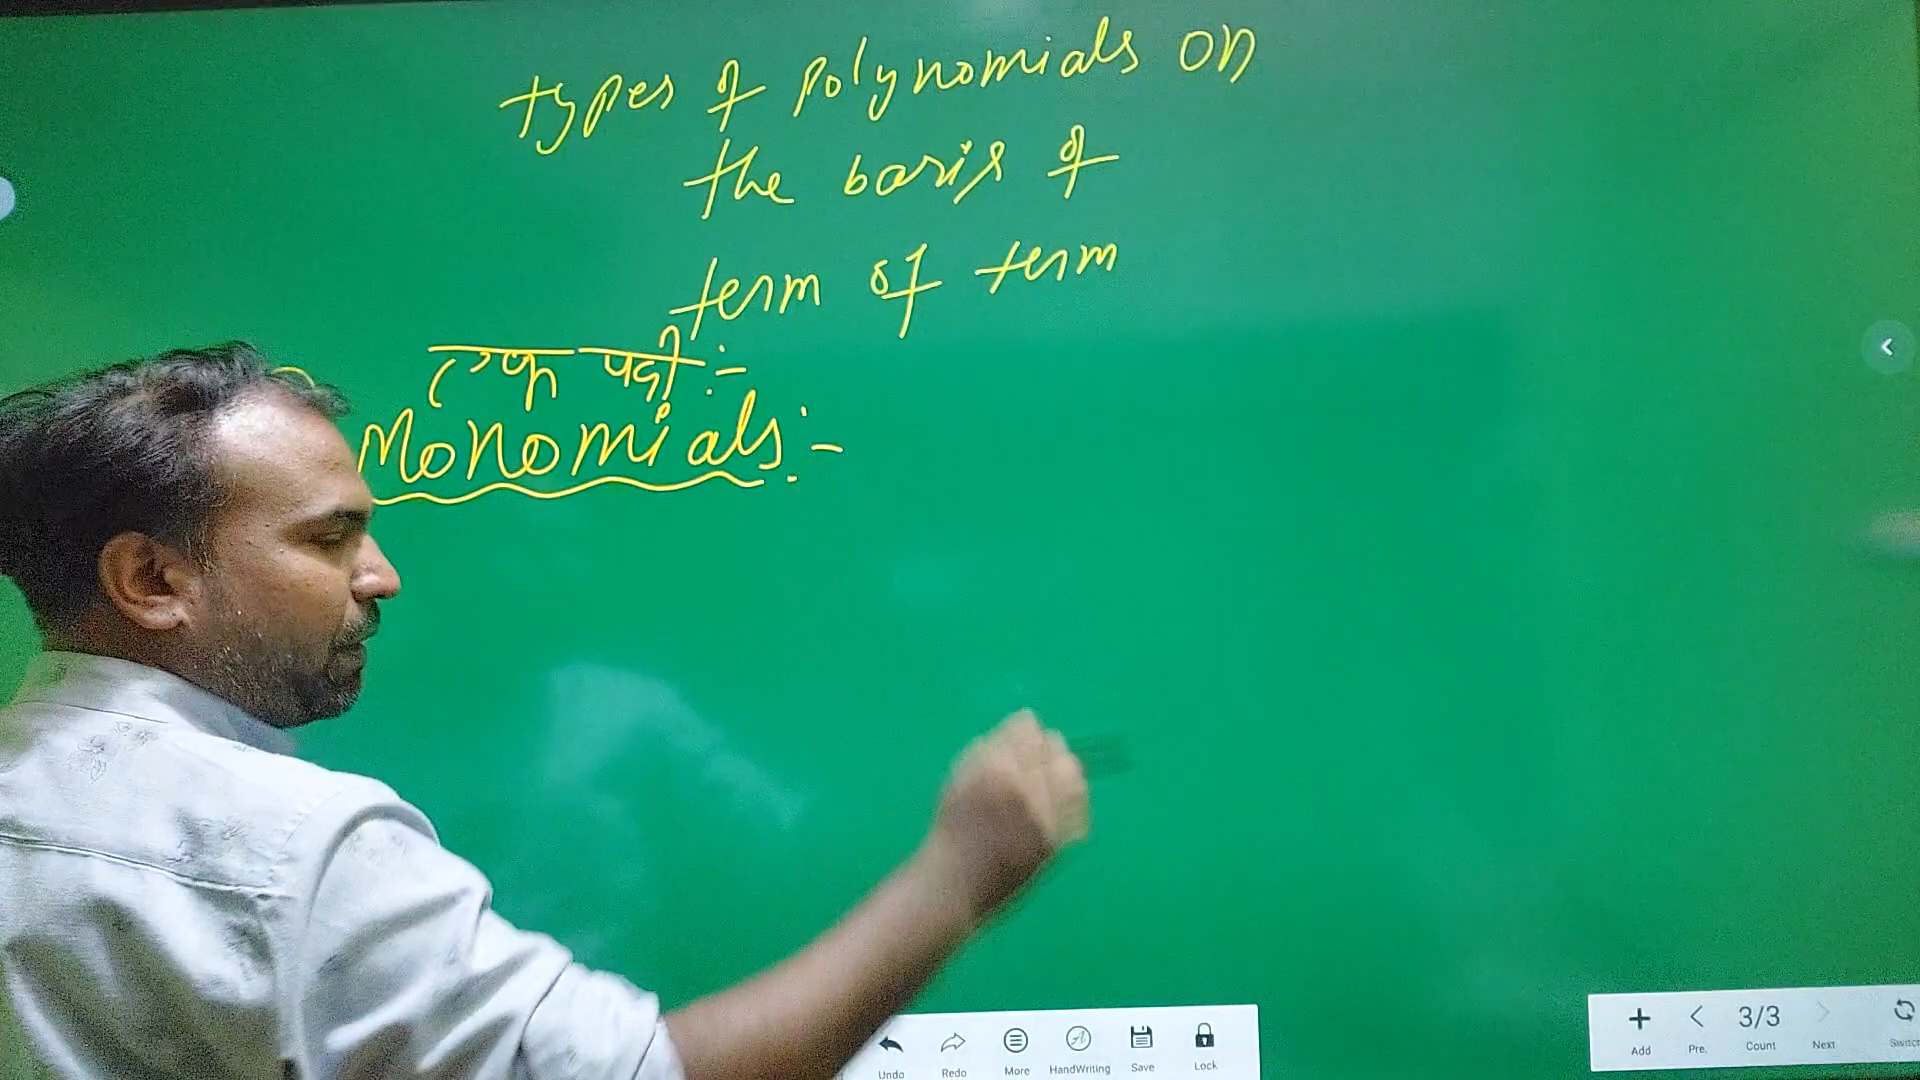 types of polynomials on
the basis of
term of term
एक पदी :-
Monomials :-
Undo Redo More HandWriting Save Lock
Add Pre. 3/3 Count Next